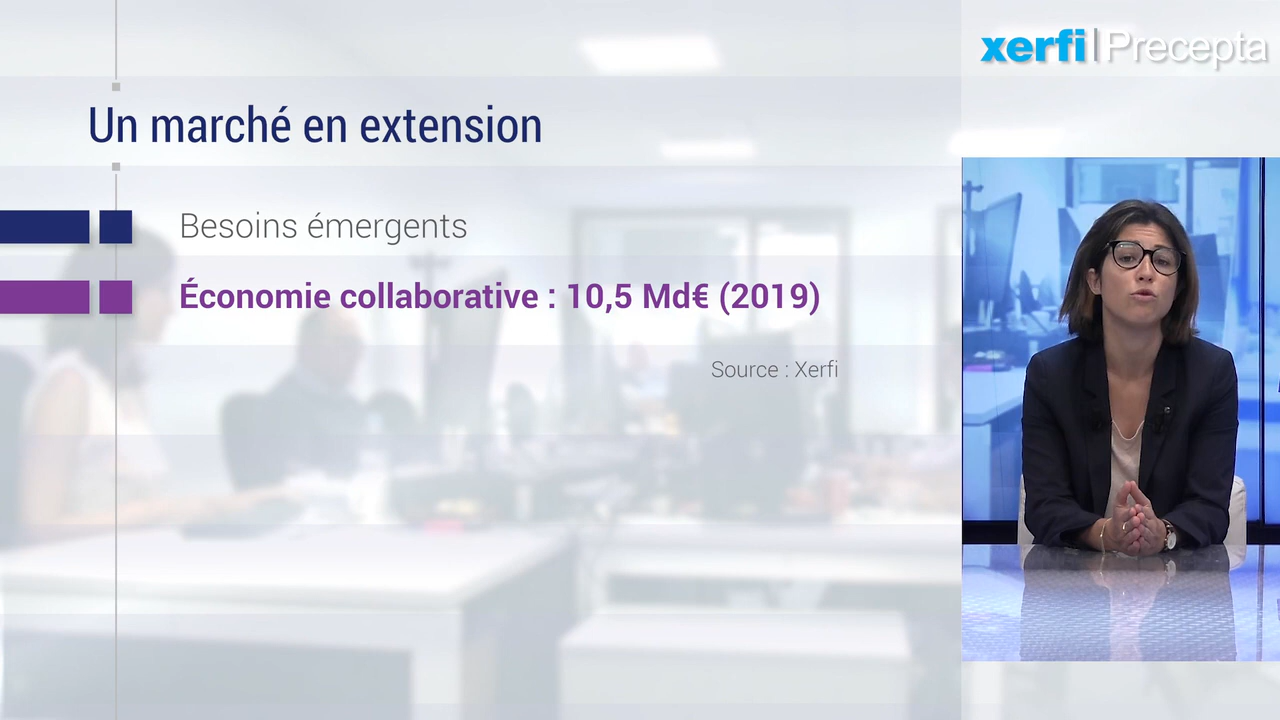 xerfi|Precepta
Un marché en extension
Besoins émergents
Économie collaborative : 10,5 Md€ (2019)
Source : Xerfi